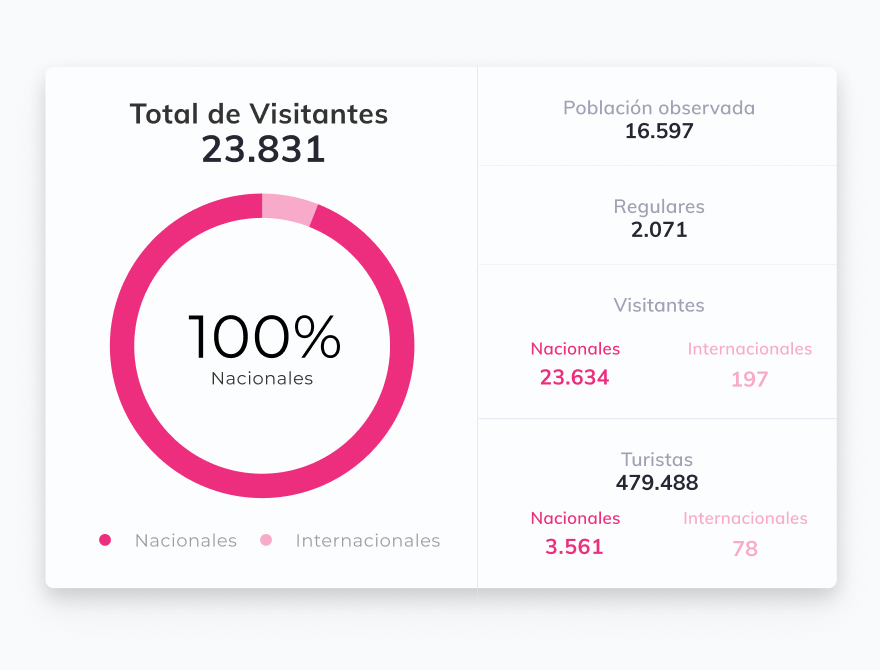 Total de Visitantes
23.831
100%
Nacionales
Nacionales
Internacionales
Población observada
16.597
Regulares
2.071
Visitantes
Nacionales Internacionales
23.634 197
Turistas
479.488
Nacionales Internacionales
3.561 78